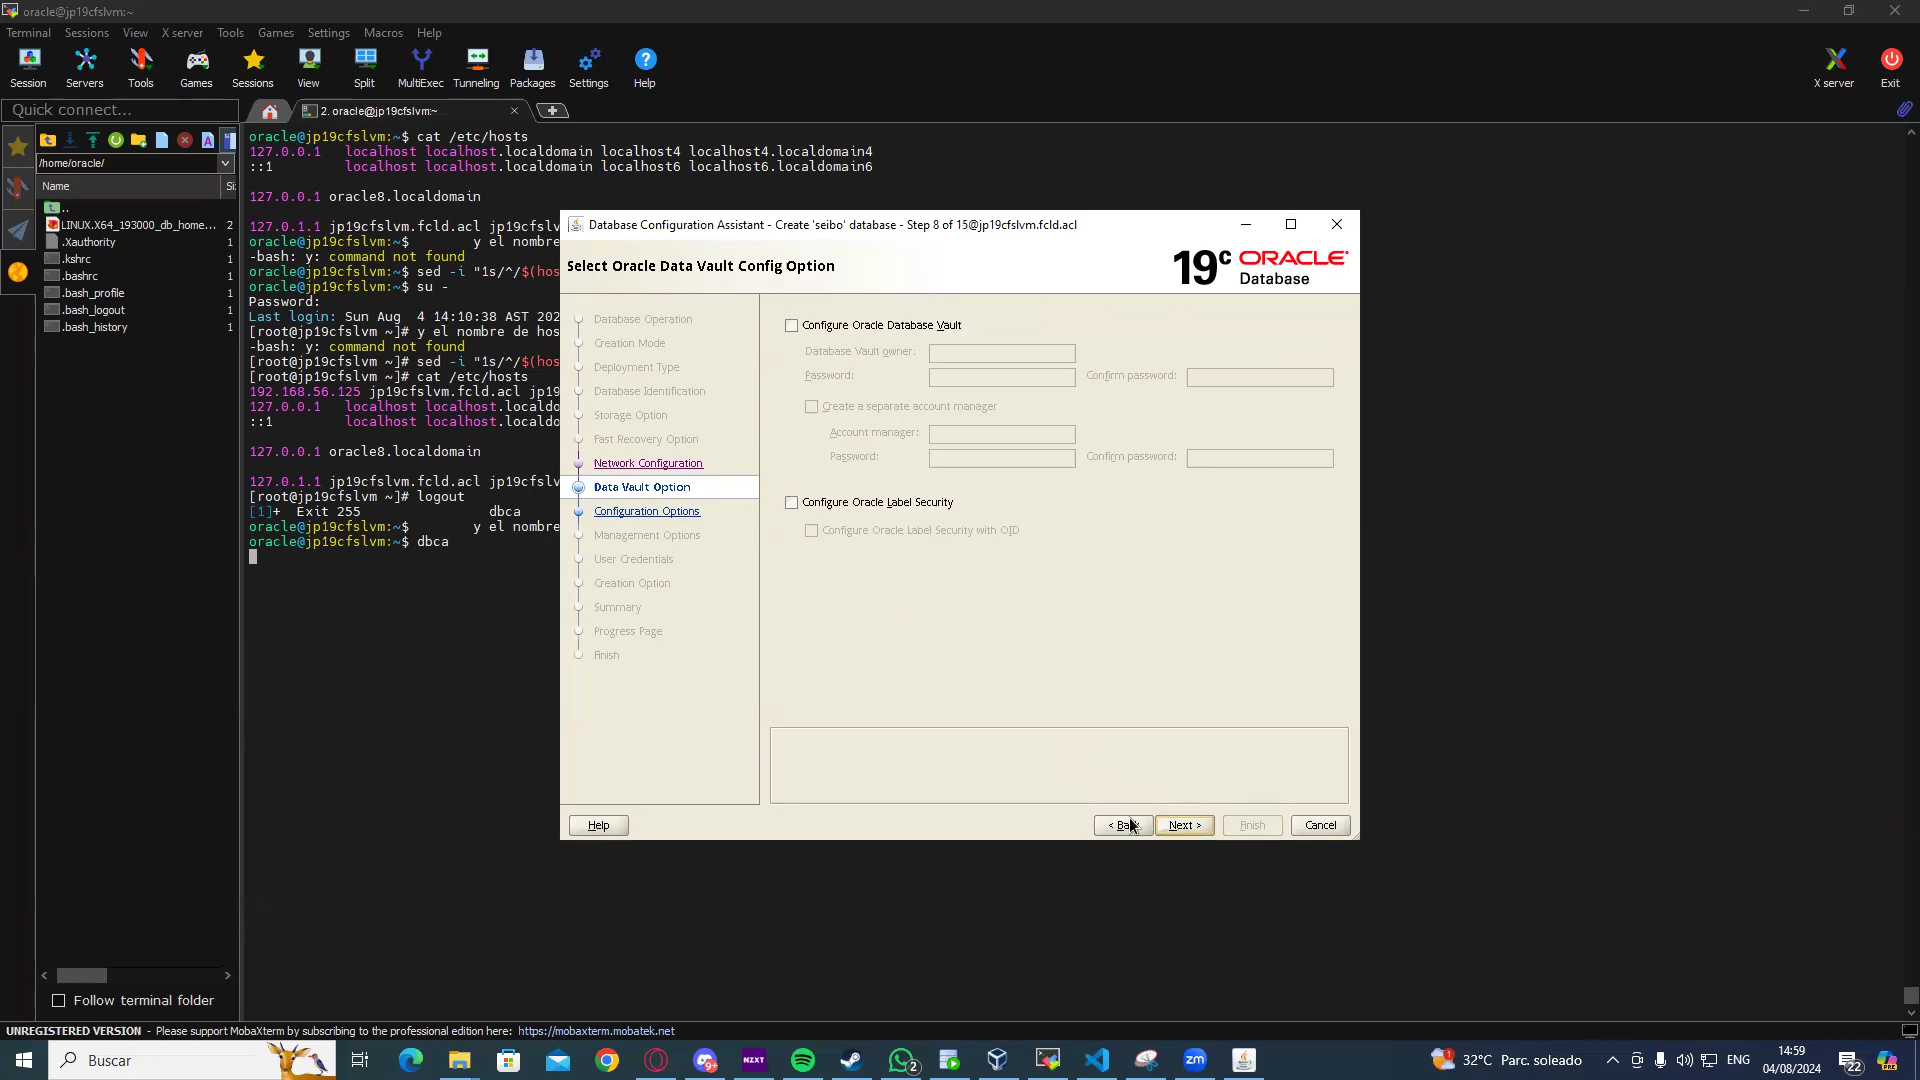 oracle@jp19cfslvm:~
Terminal Sessions View X server Tools Games Settings Macros Help
Session Servers Tools Games Sessions View Split MultiExec Tunneling Packages Settings Help X server Exit
Quick connect...
2. oracle@jp19cfslvm:~
/home/oracle/
Name Si
..
LINUX.X64_193000_db_home... 2
.Xauthority 1
.kshrc 1
.bashrc 1
.bash_profile 1
.bash_logout 1
.bash_history 1
oracle@jp19cfslvm:~$ cat /etc/hosts
127.0.0.1 localhost localhost.localdomain localhost4 localhost4.localdomain4
::1 localhost localhost.localdomain localhost6 localhost6.localdomain6
127.0.0.1 oracle8.localdomain
127.0.1.1 jp19cfslvm.fcld.acl jp19cfslv
oracle@jp19cfslvm:~$ y el nombre
-bash: y: command not found
oracle@jp19cfslvm:~$ sed -i "1s/^/$(hos
oracle@jp19cfslvm:~$ su -
Password:
Last login: Sun Aug 4 14:10:38 AST 202
[root@jp19cfslvm ~]# y el nombre de hos
-bash: y: command not found
[root@jp19cfslvm ~]# sed -i "1s/^/$(hos
[root@jp19cfslvm ~]# cat /etc/hosts
192.168.56.125 jp19cfslvm.fcld.acl jp19
127.0.0.1 localhost localhost.localdo
::1 localhost localhost.localdo
127.0.0.1 oracle8.localdomain
127.0.1.1 jp19cfslvm.fcld.acl jp19cfslv
[root@jp19cfslvm ~]# logout
[1]+ Exit 255 dbca
oracle@jp19cfslvm:~$ y el nombre
oracle@jp19cfslvm:~$ dbca
Database Configuration Assistant - Create 'seibo' database - Step 8 of 15@jp19cfslvm.fcld.acl
Select Oracle Data Vault Config Option
19c ORACLE
Database
Database Operation
Creation Mode
Deployment Type
Database Identification
Storage Option
Fast Recovery Option
Network Configuration
Data Vault Option
Configuration Options
Management Options
User Credentials
Creation Option
Summary
Progress Page
Finish
Configure Oracle Database Vault
Database Vault owner:
Password: Confirm password:
Create a separate account manager
Account manager:
Password: Confirm password:
Configure Oracle Label Security
Configure Oracle Label Security with OID
Help < Back Next > Finish Cancel
Follow terminal folder
UNREGISTERED VERSION - Please support MobaXterm by subscribing to the professional edition here: https://mobaxterm.mobatek.net
Buscar
9+
NZXT
2
zm
32°C Parc. soleado
ENG
14:59
04/08/2024
22
PRE